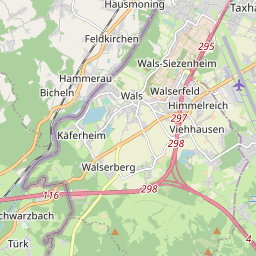 Hausmoning
Taxha
Feldkirchen
295
Wals-Siezenheim
Hammerau
Bicheln
Wals
Walserfeld
Himmelreich
297
Viehhausen
Käferheim
298
Walserberg
116
298
chwarzbach
Türk